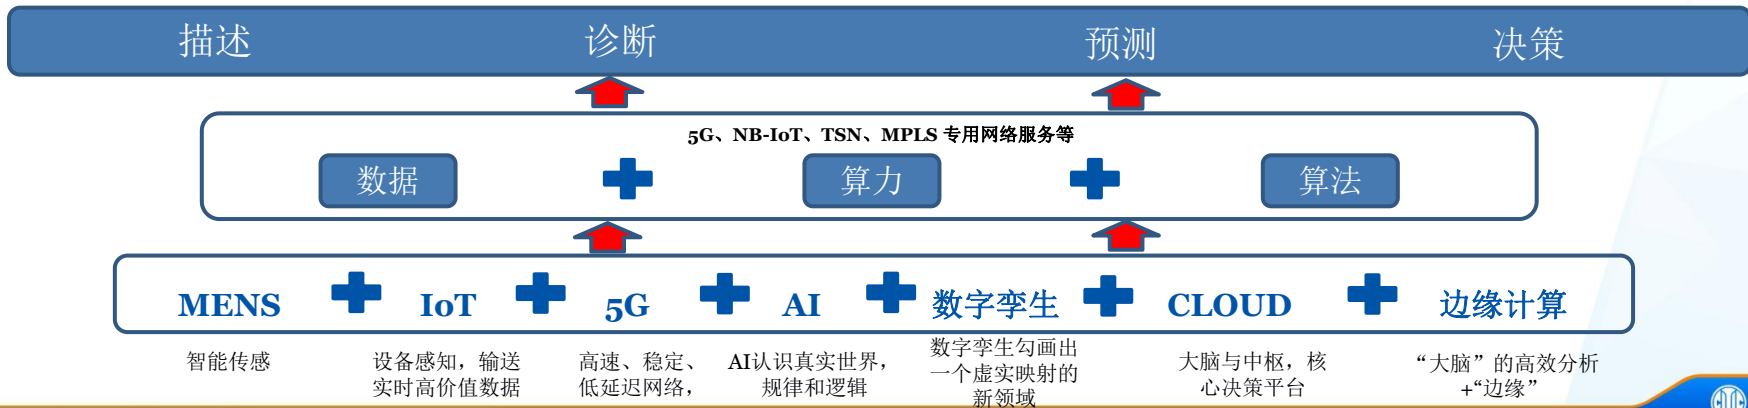 描述 诊断 预测 决策
5G、NB-IoT、TSN、MPLS 专用网络服务等
数据 算力 算法
MENS IoT 5G AI 数字孪生 CLOUD 边缘计算
智能传感
设备感知，输送
实时高价值数据
高速、稳定、
低延迟网络，
AI认识真实世界，
规律和逻辑
数字孪生勾画出
一个虚实映射的
新领域
大脑与中枢，核
心决策平台
“大脑”的高效分析
+“边缘”